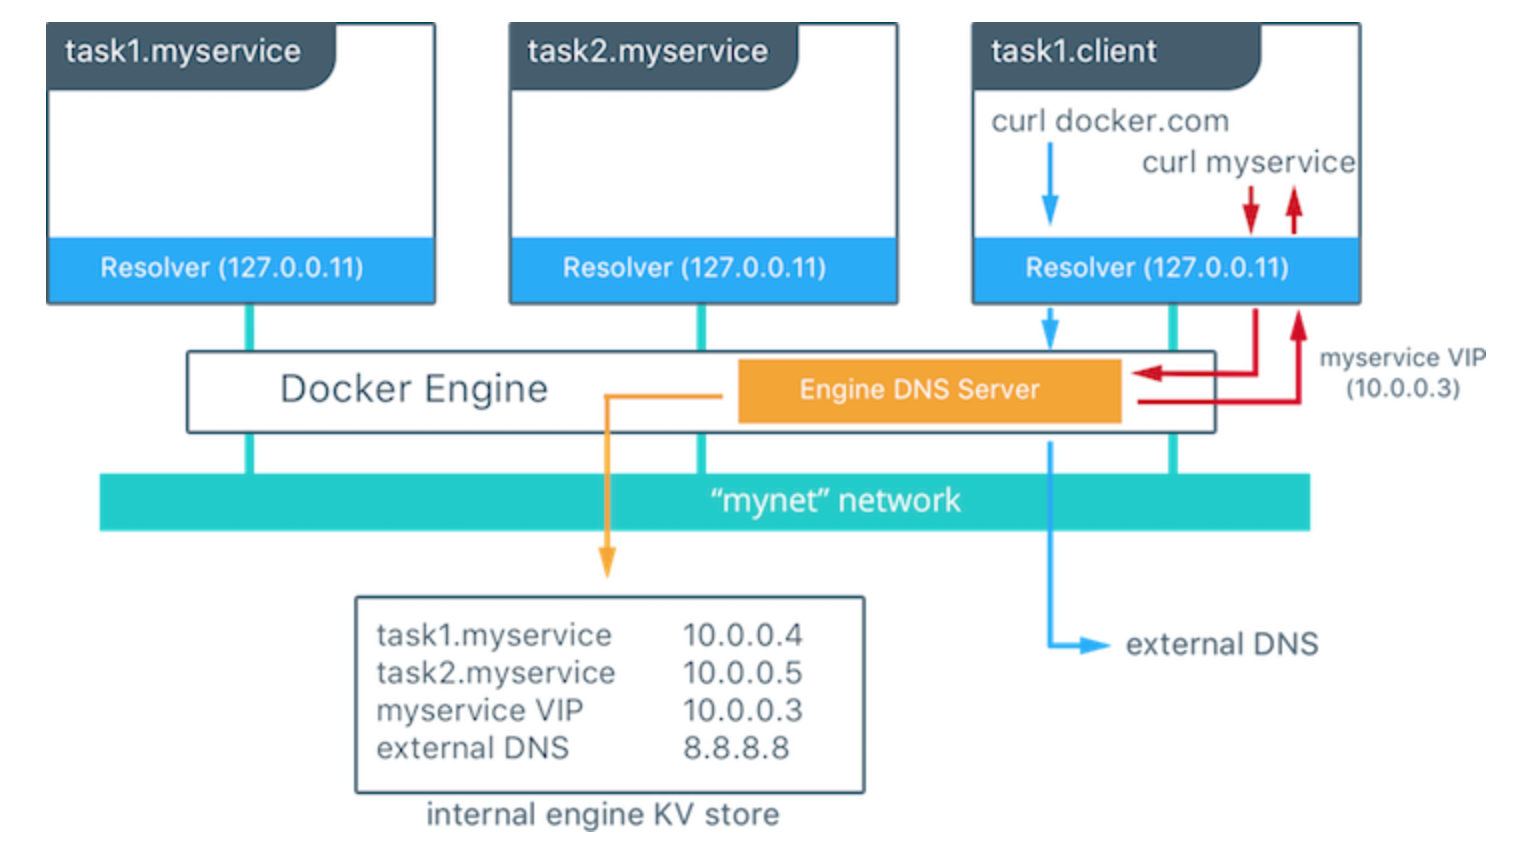 task1.myservice
task2.myservice
task1.client
curl docker.com
curl myservice
Resolver (127.0.0.11)
Resolver (127.0.0.11)
Resolver (127.0.0.11)
Docker Engine
Engine DNS Server
myservice VIP
(10.0.0.3)
“mynet” network
task1.myservice 10.0.0.4
task2.myservice 10.0.0.5
myservice VIP 10.0.0.3
external DNS 8.8.8.8
external DNS
internal engine KV store